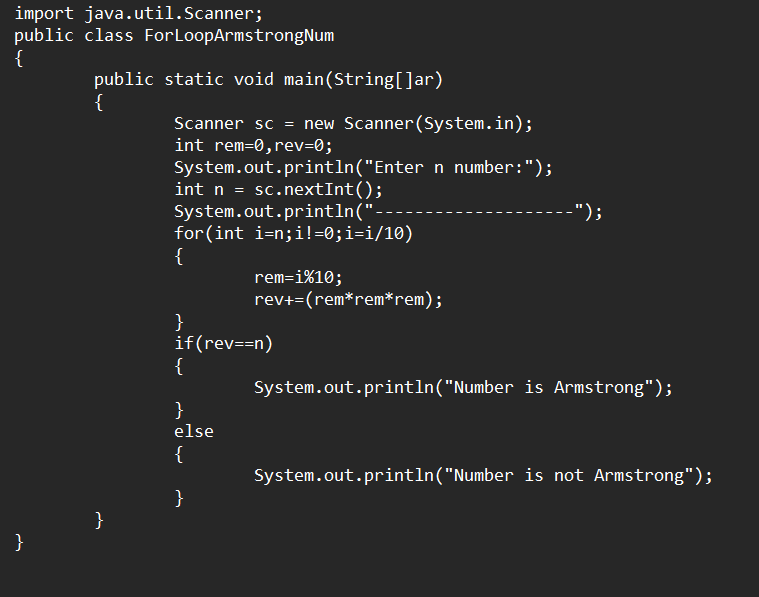 import java.util.Scanner;
public class ForLoopArmstrongNum
{
        public static void main(String[]ar)
        {
                Scanner sc = new Scanner(System.in);
                int rem=0,rev=0;
                System.out.println("Enter n number:");
                int n = sc.nextInt();
                System.out.println("--------------------");
                for(int i=n;i!=0;i=i/10)
                {
                        rem=i%10;
                        rev+=(rem*rem*rem);
                }
                if(rev==n)
                {
                        System.out.println("Number is Armstrong");
                }
                else
                {
                        System.out.println("Number is not Armstrong");
                }
        }
}